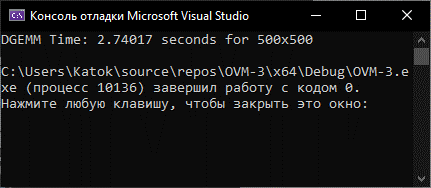 Консоль отладки Microsoft Visual Studio
DGEMM Time: 2.74017 seconds for 500x500
C:\Users\Katok\source\repos\OVM-3\x64\Debug\OVM-3.e
xe (процесс 10136) завершил работу с кодом 0.
Нажмите любую клавишу, чтобы закрыть это окно: